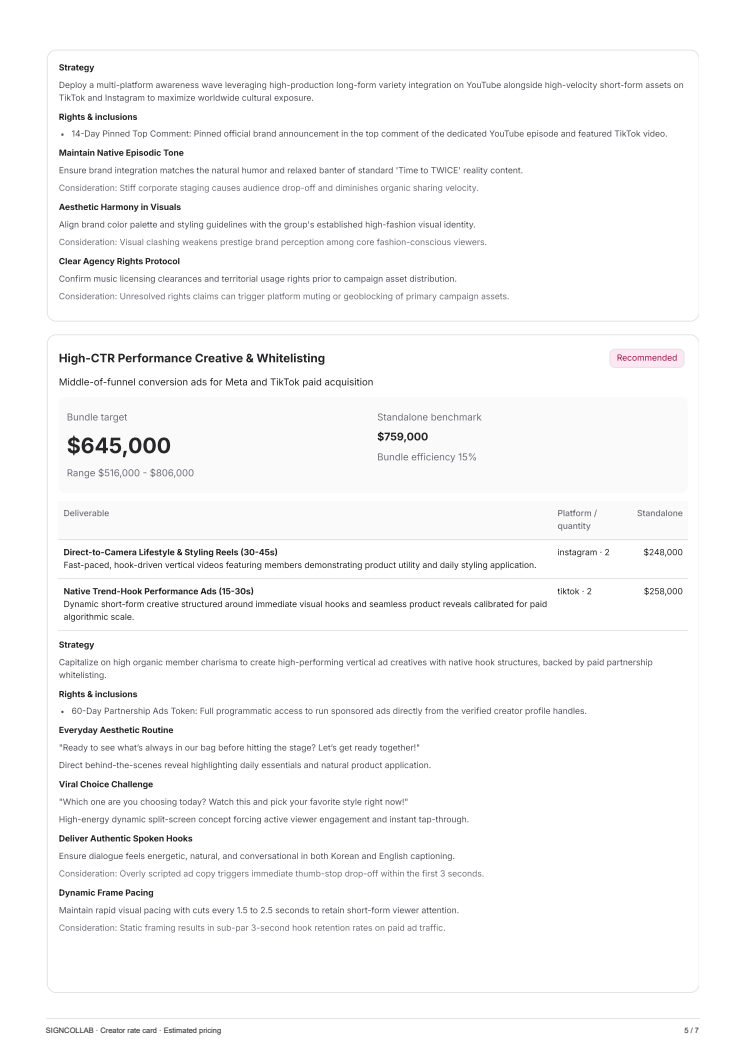 Strategy
Deploy a multi-platform awareness wave leveraging high-production long-form variety integration on YouTube alongside high-velocity short-form assets on
TikTok and Instagram to maximize worldwide cultural exposure.
Rights & inclusions
• 14-Day Pinned Top Comment: Pinned official brand announcement in the top comment of the dedicated YouTube episode and featured TikTok video.
Maintain Native Episodic Tone
Ensure brand integration matches the natural humor and relaxed banter of standard 'Time to TWICE' reality content.
Consideration: Stiff corporate staging causes audience drop-off and diminishes organic sharing velocity.
Aesthetic Harmony in Visuals
Align brand color palette and styling guidelines with the group's established high-fashion visual identity.
Consideration: Visual clashing weakens prestige brand perception among core fashion-conscious viewers.
Clear Agency Rights Protocol
Confirm music licensing clearances and territorial usage rights prior to campaign asset distribution.
Consideration: Unresolved rights claims can trigger platform muting or geoblocking of primary campaign assets.
High-CTR Performance Creative & Whitelisting
Recommended
Middle-of-funnel conversion ads for Meta and TikTok paid acquisition
Bundle target
$645,000
Range $516,000 - $806,000
Standalone benchmark
$759,000
Bundle efficiency 15%
Deliverable
Platform /
quantity
Standalone
Direct-to-Camera Lifestyle & Styling Reels (30-45s)
Fast-paced, hook-driven vertical videos featuring members demonstrating product utility and daily styling application.
instagram · 2
$248,000
Native Trend-Hook Performance Ads (15-30s)
Dynamic short-form creative structured around immediate visual hooks and seamless product reveals calibrated for paid
algorithmic scale.
tiktok · 2
$258,000
Strategy
Capitalize on high organic member charisma to create high-performing vertical ad creatives with native hook structures, backed by paid partnership
whitelisting.
Rights & inclusions
• 60-Day Partnership Ads Token: Full programmatic access to run sponsored ads directly from the verified creator profile handles.
Everyday Aesthetic Routine
"Ready to see what’s always in our bag before hitting the stage? Let’s get ready together!"
Direct behind-the-scenes reveal highlighting daily essentials and natural product application.
Viral Choice Challenge
"Which one are you choosing today? Watch this and pick your favorite style right now!"
High-energy dynamic split-screen concept forcing active viewer engagement and instant tap-through.
Deliver Authentic Spoken Hooks
Ensure dialogue feels energetic, natural, and conversational in both Korean and English captioning.
Consideration: Overly scripted ad copy triggers immediate thumb-stop drop-off within the first 3 seconds.
Dynamic Frame Pacing
Maintain rapid visual pacing with cuts every 1.5 to 2.5 seconds to retain short-form viewer attention.
Consideration: Static framing results in sub-par 3-second hook retention rates on paid ad traffic.
SIGNCOLLAB · Creator rate card · Estimated pricing
5 / 7